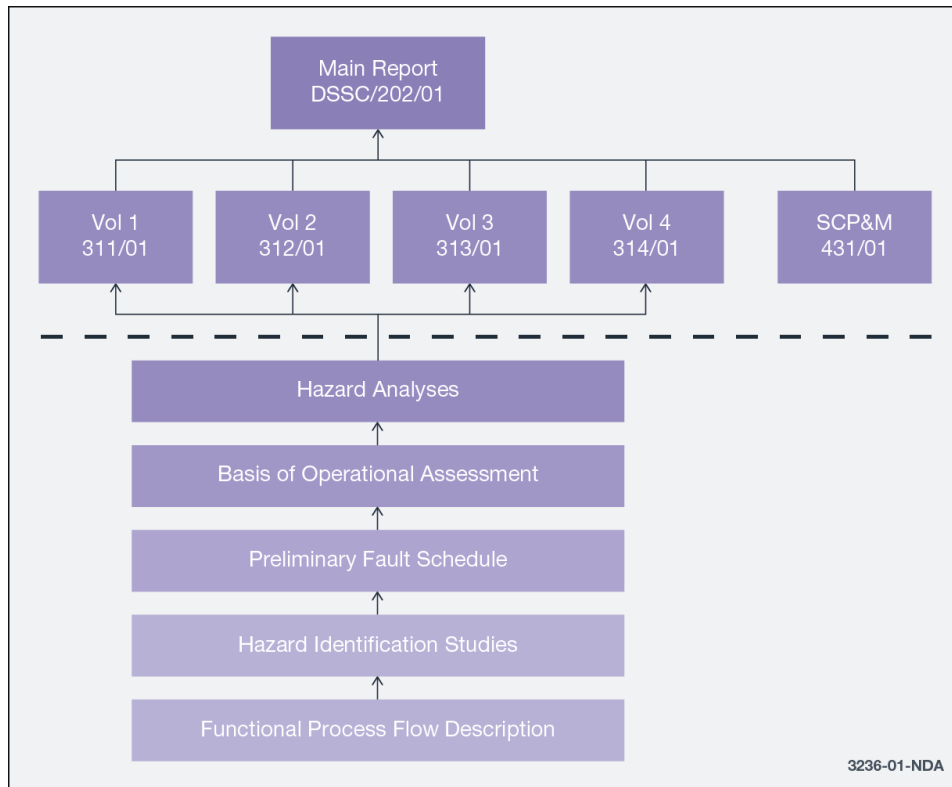 Main Report
DSSC/202/01
Vol 1
311/01
Vol 2
312/01
Vol 3
313/01
Vol 4
314/01
SCP&M
431/01
Hazard Analyses
Basis of Operational Assessment
Preliminary Fault Schedule
Hazard Identification Studies
Functional Process Flow Description
3236-01-NDA